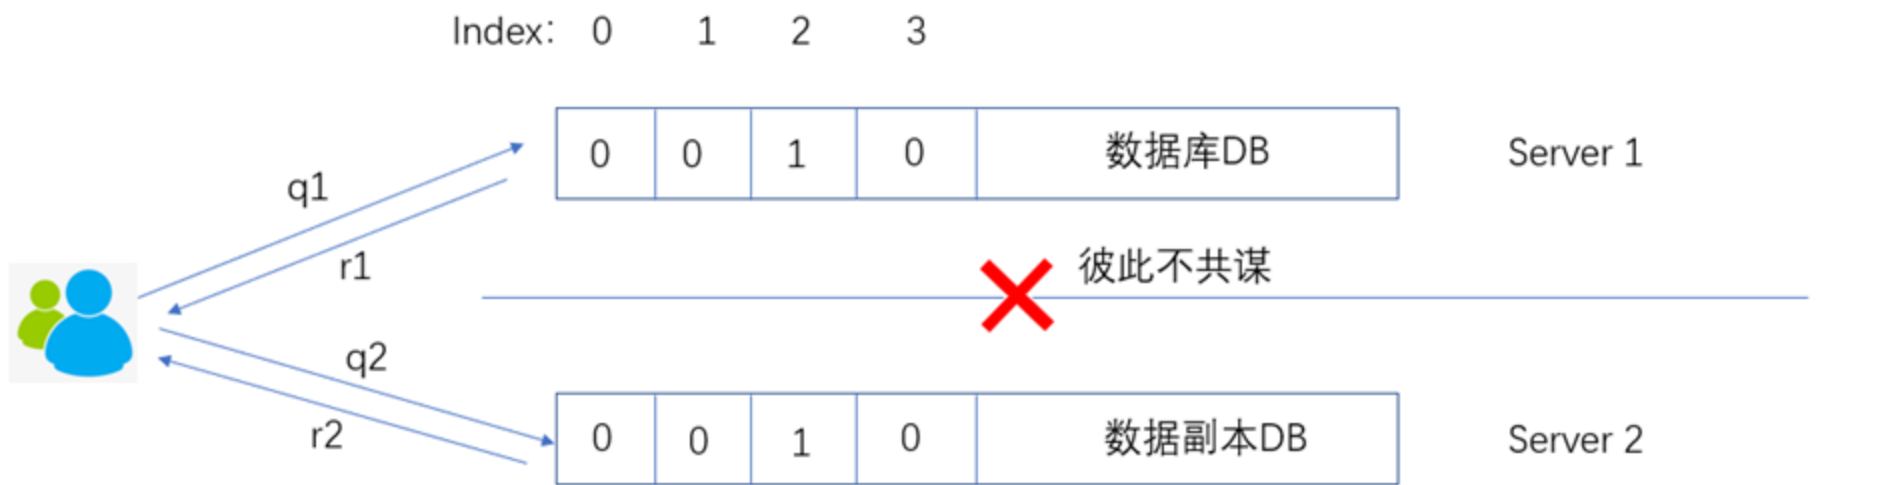 Index: 0 1 2 3
0 0 1 0 数据库DB Server 1
q1
r1
彼此不共谋
q2
r2
0 0 1 0 数据副本DB Server 2